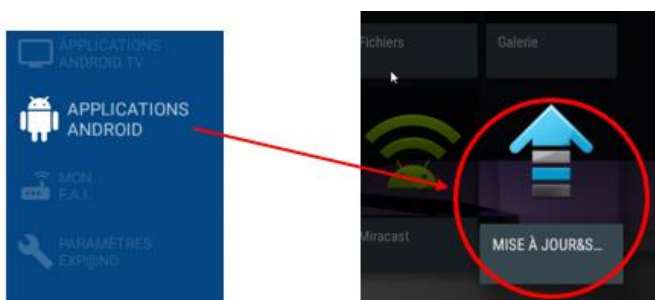 APPLICATIONS
ANDROID TV
APPLICATIONS
ANDROID
MON
F.A.I.
PARAMÈTRES
EXP@ND
Fichiers
Galerie
Miracast
MISE À JOUR&S...